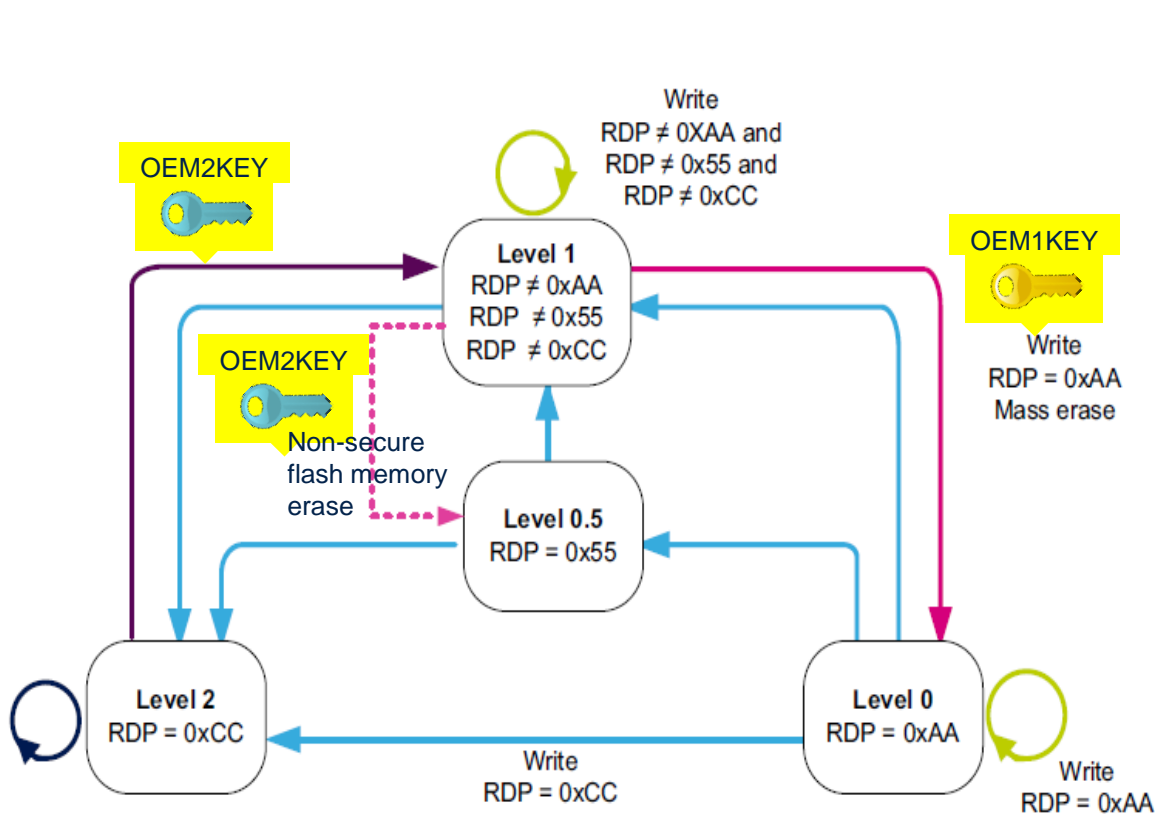 Write
RDP ≠ 0XAA and
RDP ≠ 0x55 and
RDP ≠ 0xCC
OEM2KEY
OEM1KEY
Level 1
RDP ≠ 0xAA
RDP ≠ 0x55
RDP ≠ 0xCC
Write
RDP = 0xAA
Mass erase
OEM2KEY
Non-secure
flash memory
erase
Level 0.5
RDP = 0x55
Level 2
RDP = 0xCC
Level 0
RDP = 0xAA
Write
RDP = 0xCC
Write
RDP = 0xAA